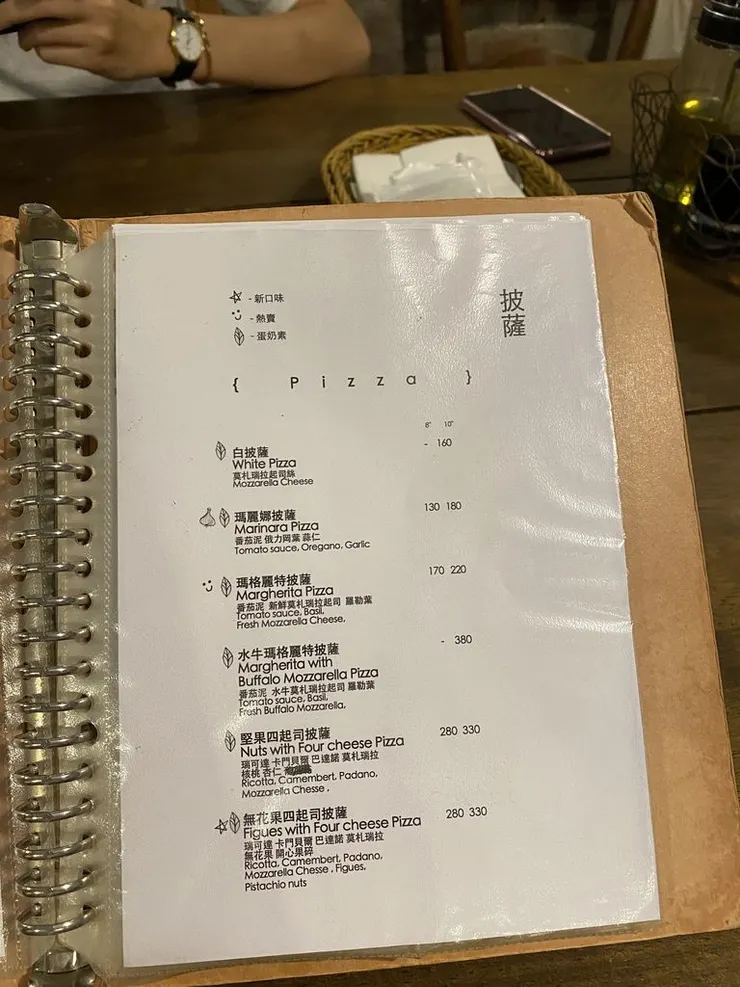 - 新口味
- 熱賣
- 蛋奶素
披薩
{ Pizza }
8" 10"
白披薩 - 160
White Pizza
莫札瑞拉起司絲
Mozzarella Cheese
瑪麗娜披薩 130 180
Marinara Pizza
番茄泥 俄力岡葉 蒜仁
Tomato sauce, Oregano, Garlic
瑪格麗特披薩 170 220
Margherita Pizza
番茄泥 新鮮莫札瑞拉起司 羅勒葉
Tomato sauce, Basil,
Fresh Mozzarella Cheese,
水牛瑪格麗特披薩 - 380
Margherita with
Buffalo Mozzarella Pizza
番茄泥 水牛莫札瑞拉起司 羅勒葉
Tomato sauce, Basil,
Fresh Buffalo Mozzarella,
堅果四起司披薩 280 330
Nuts with Four cheese Pizza
瑞可達 卡門貝爾 巴達諾 莫札瑞拉
核桃 杏仁
Ricotta, Camembert, Padano,
Mozzarella Chesse ,
無花果四起司披薩 280 330
Figues with Four cheese Pizza
瑞可達 卡門貝爾 巴達諾 莫札瑞拉
無花果 開心果碎
Ricotta, Camembert, Padano,
Mozzarella Chesse , Figues,
Pistachio nuts